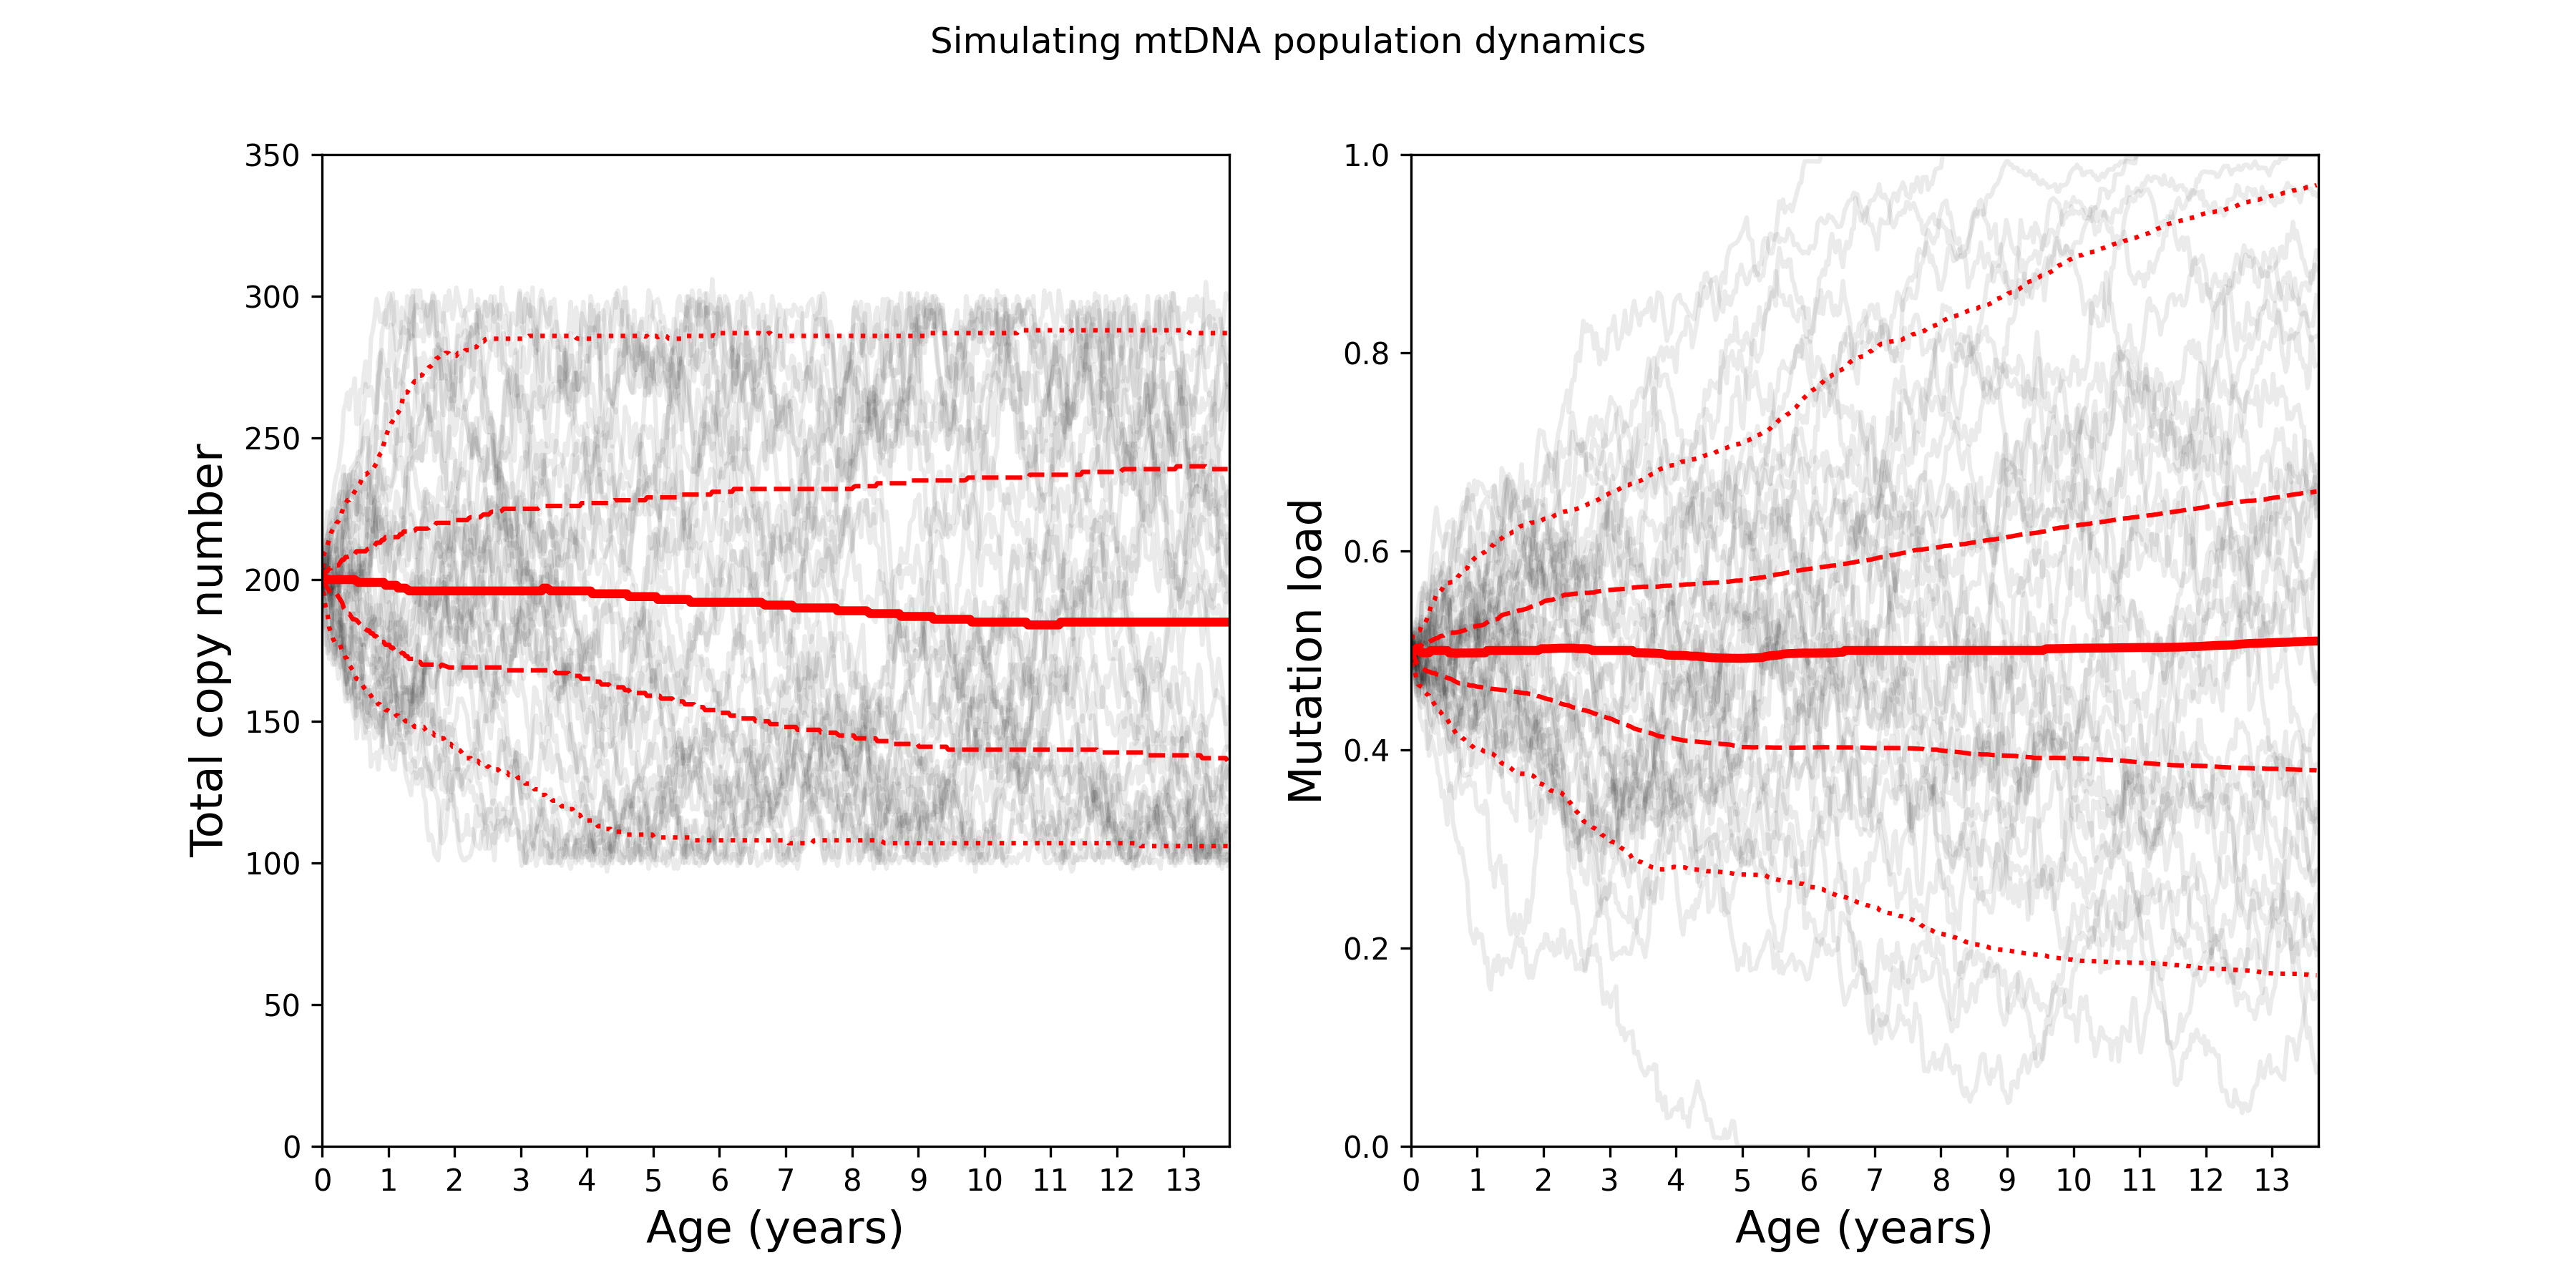 Simulating mtDNA population dynamics
Total copy number
350
300
250
200
150
100
50
0
0 1 2 3 4 5 6 7 8 9 10 11 12 13
Age (years)
Mutation load
1.0
0.8
0.6
0.4
0.2
0.0
0 1 2 3 4 5 6 7 8 9 10 11 12 13
Age (years)